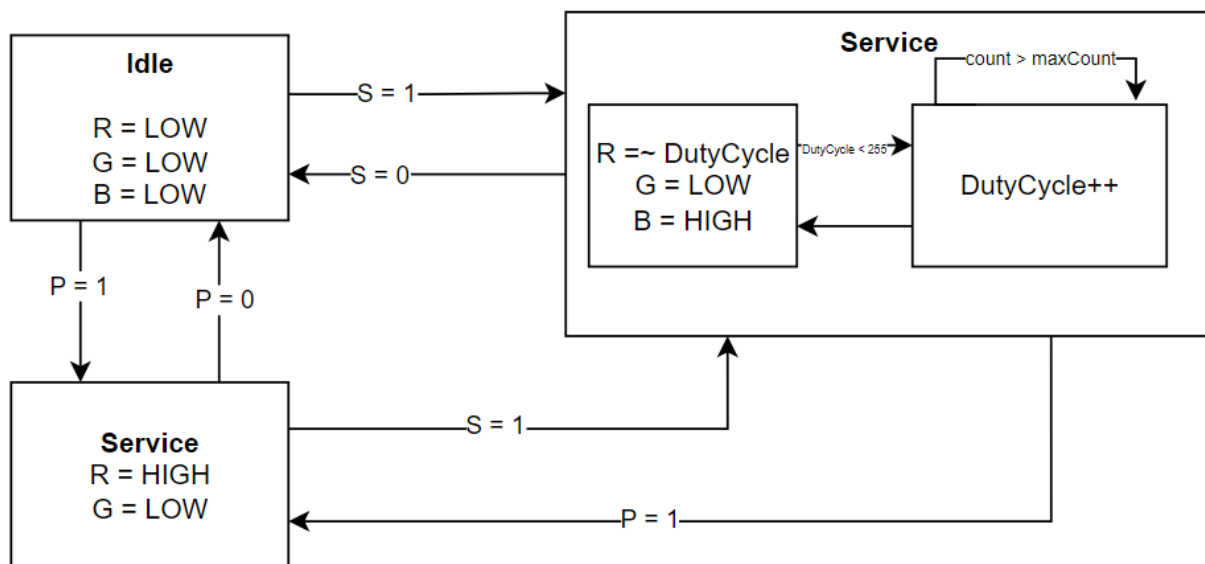 Idle
R = LOW
G = LOW
B = LOW
S = 1
S = 0
Service
count > maxCount
R =~ DutyCycle
G = LOW
B = HIGH
DutyCycle < 255
DutyCycle++
P = 1
P = 0
Service
R = HIGH
G = LOW
S = 1
P = 1